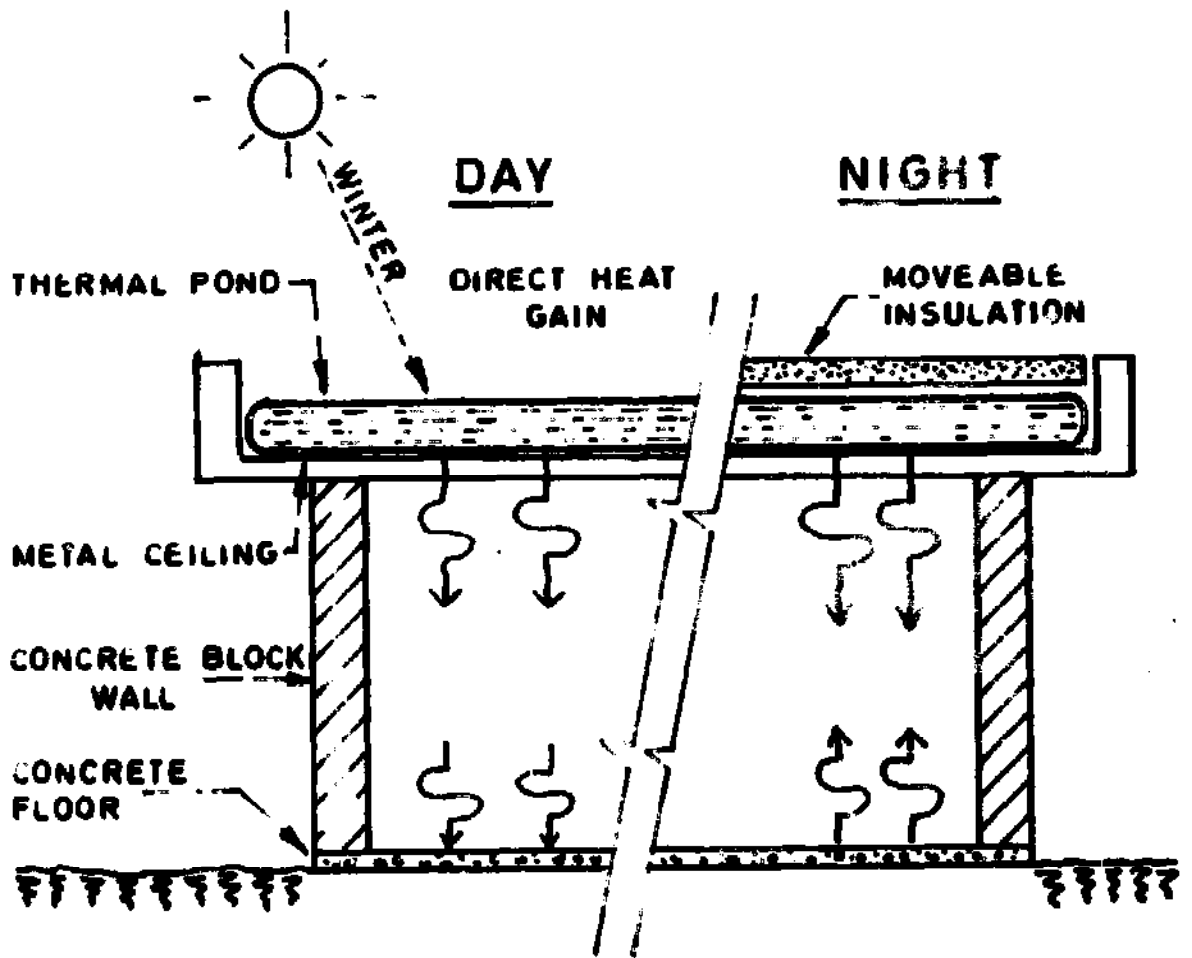 DAY
NIGHT
WINTER
THERMAL POND
DIRECT HEAT
GAIN
MOVEABLE
INSULATION
METAL CEILING
CONCRETE BLOCK
WALL
CONCRETE
FLOOR